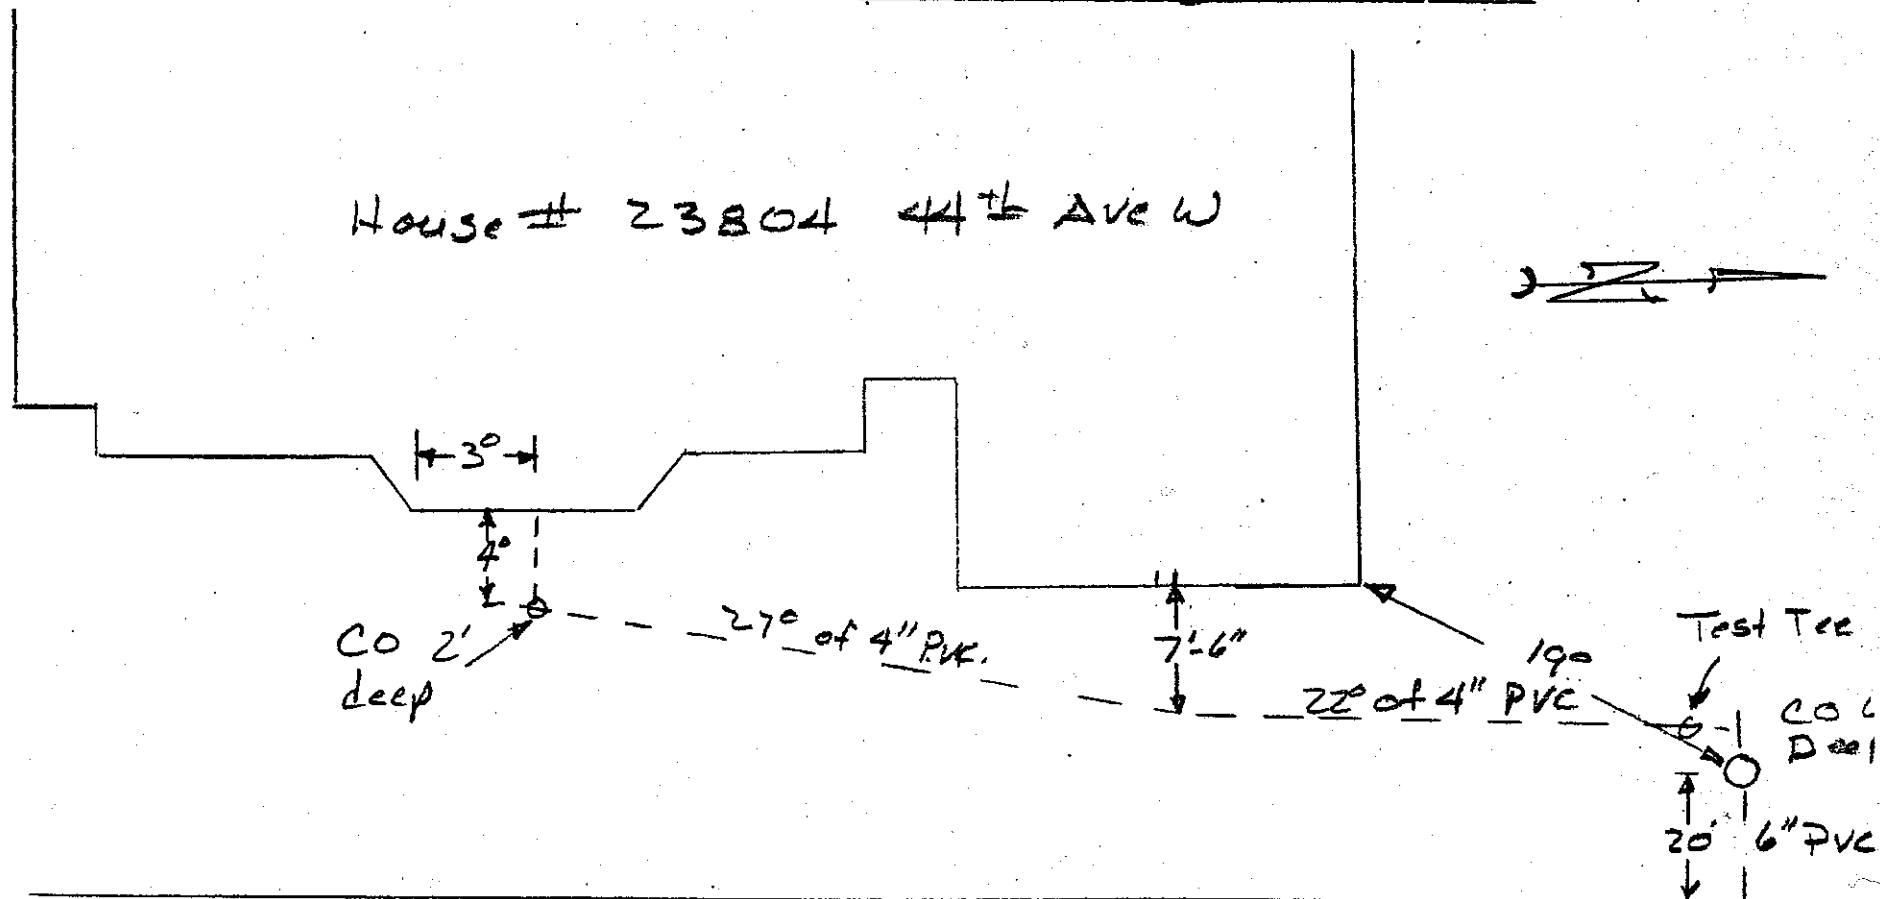 House # 23804 44th Ave W
3°
4°
CO 2'
deep
27° of 4" PVC.
7'-6"
22° of 4" PVC
19°
Test Tee
CO
20' 6" PVC